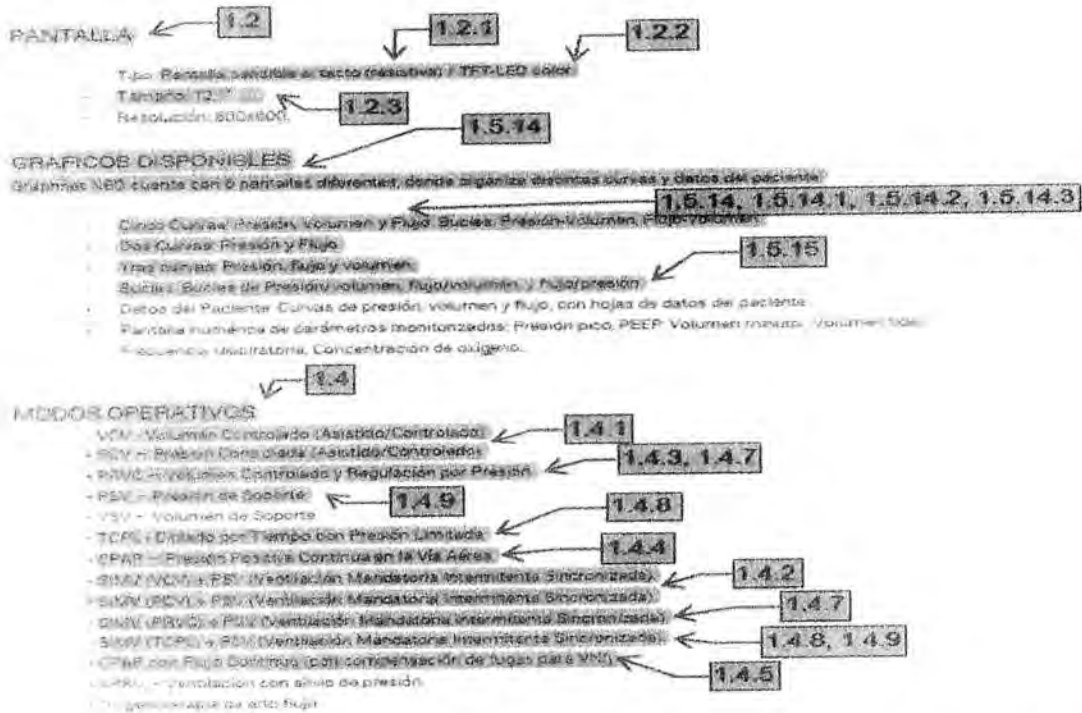 PANTALLA 1.2
1.2.1 1.2.2
Tipo: Pantalla sensible al tacto (resistiva) / TFT-LED color
Tamaño: 12.1"
1.2.3
Resolución: 800x600.
1.5.14
GRAFICOS DISPONIBLES
cuenta con 6 pantallas diferentes, donde organiza distintas curvas y datos del paciente
1.5.14, 1.5.14.1, 1.5.14.2, 1.5.14.3
- Cinco Curvas: Presión, Volumen y Flujo. Bucles: Presión-Volumen, Flujo-Volumen.
- Dos Curvas: Presión y Flujo
- Tres curvas: Presión, flujo y volumen
1.5.15
- Bucles: Bucles de Presión/volumen, flujo/volumen, y flujo/presión
- Datos del Paciente: Curvas de presión, volumen y flujo, con hojas de datos del paciente
- Pantalla numérica de parámetros monitorizados: Presión pico, PEEP, Volumen minuto, Volumen tidal,
Frecuencia respiratoria, Concentración de oxígeno.
1.4
MODOS OPERATIVOS
- VCV - Volumen Controlado (Asistido/Controlado) 1.4.1
- PCV – Presión Controlada (Asistido/Controlado)
- PRVC – Volumen Controlado y Regulación por Presión 1.4.3, 1.4.7
- PSV – Presión de Soporte 1.4.9
- VSV – Volumen de Soporte
- TCPL - Ciclado por Tiempo con Presión Limitada 1.4.8
- CPAP – Presión Positiva Continua en la Vía Aérea 1.4.4
- SIMV (VCV) + PSV (Ventilación Mandatoria Intermitente Sincronizada) 1.4.2
- SIMV (PCV) + PSV (Ventilación Mandatoria Intermitente Sincronizada)
- SIMV (PRVC) + PSV (Ventilación Mandatoria Intermitente Sincronizada) 1.4.7
- SIMV (TCPL) + PSV (Ventilación Mandatoria Intermitente Sincronizada) 1.4.8, 1.4.9
- CPAP con Flujo Continuo (con compensación de fugas para VNI) 1.4.5
- APRV – Ventilación con alivio de presión
- Oxigenoterapia de alto flujo